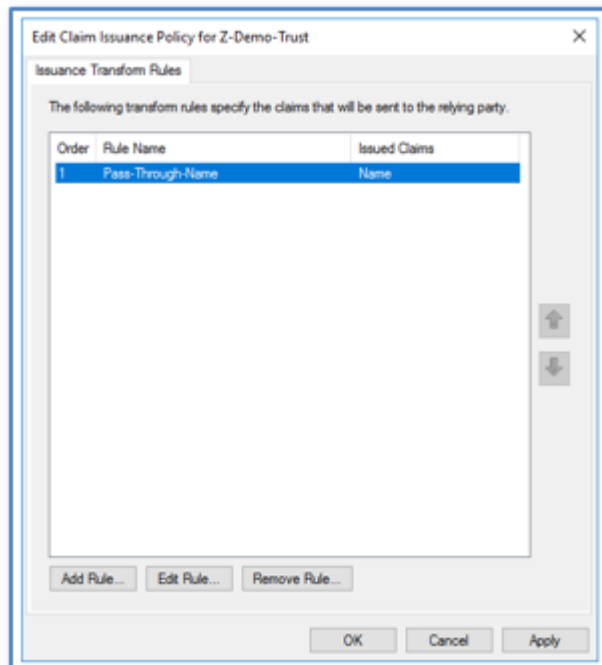 Edit Claim Issuance Policy for Z-Demo-Trust
Issuance Transform Rules
The following transform rules specify the claims that will be sent to the relying party.
Order Rule Name Issued Claims
1 Pass-Through-Name Name
Add Rule... Edit Rule... Remove Rule...
OK Cancel Apply